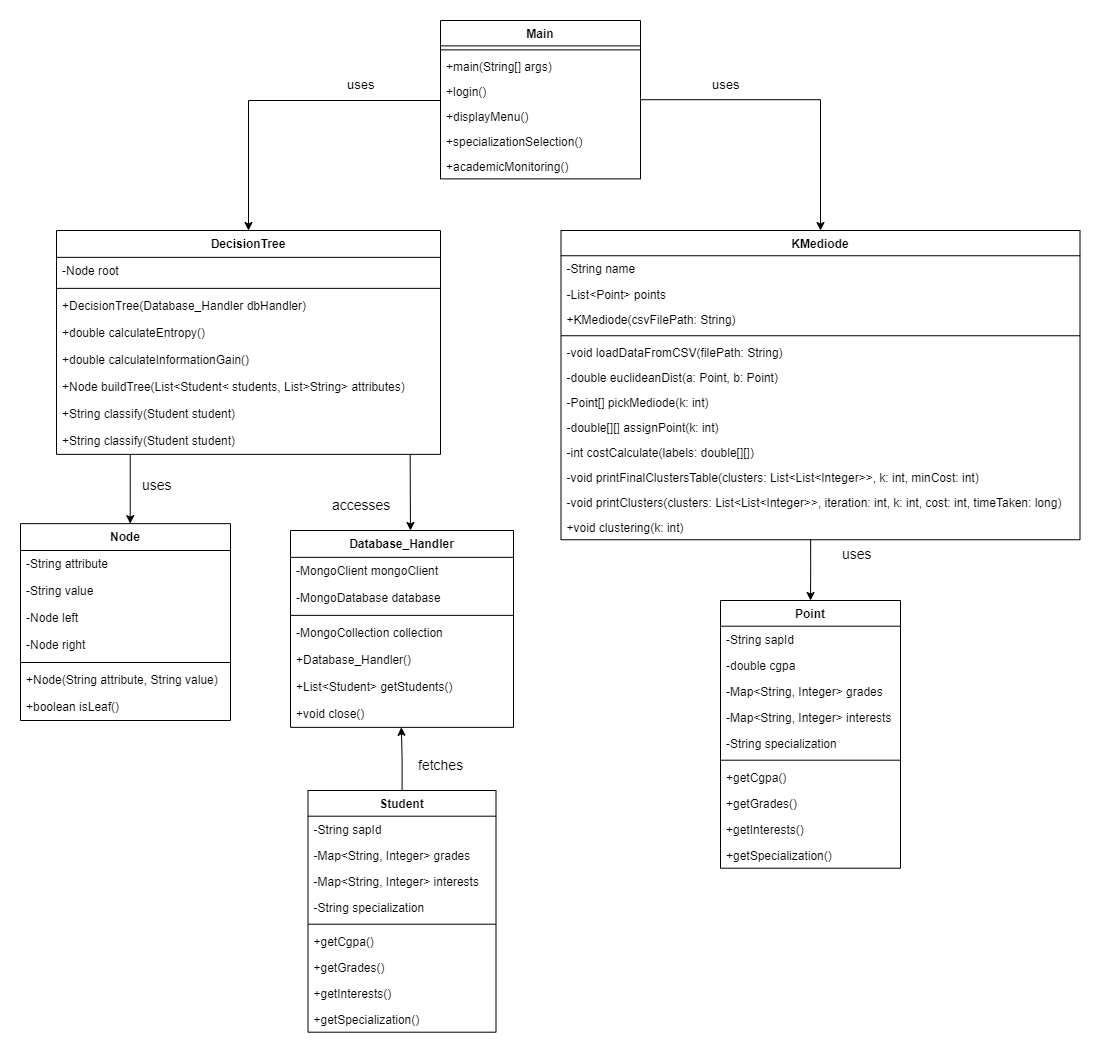 Main
+main(String[] args)
+login()
+displayMenu()
+specializationSelection()
+academicMonitoring()
uses
uses
DecisionTree
-Node root
+DecisionTree(Database_Handler dbHandler)
+double calculateEntropy()
+double calculateInformationGain()
+Node buildTree(List<Student< students, List>String> attributes)
+String classify(Student student)
+String classify(Student student)
KMediode
-String name
-List<Point> points
+KMediode(csvFilePath: String)
-void loadDataFromCSV(filePath: String)
-double euclideanDist(a: Point, b: Point)
-Point[] pickMediode(k: int)
-double[][] assignPoint(k: int)
-int costCalculate(labels: double[][])
-void printFinalClustersTable(clusters: List<List<Integer>>, k: int, minCost: int)
-void printClusters(clusters: List<List<Integer>>, iteration: int, k: int, cost: int, timeTaken: long)
+void clustering(k: int)
uses
accesses
uses
Node
-String attribute
-String value
-Node left
-Node right
+Node(String attribute, String value)
+boolean isLeaf()
Database_Handler
-MongoClient mongoClient
-MongoDatabase database
-MongoCollection collection
+Database_Handler()
+List<Student> getStudents()
+void close()
fetches
Student
-String sapId
-Map<String, Integer> grades
-Map<String, Integer> interests
-String specialization
+getCgpa()
+getGrades()
+getInterests()
+getSpecialization()
Point
-String sapId
-double cgpa
-Map<String, Integer> grades
-Map<String, Integer> interests
-String specialization
+getCgpa()
+getGrades()
+getInterests()
+getSpecialization()